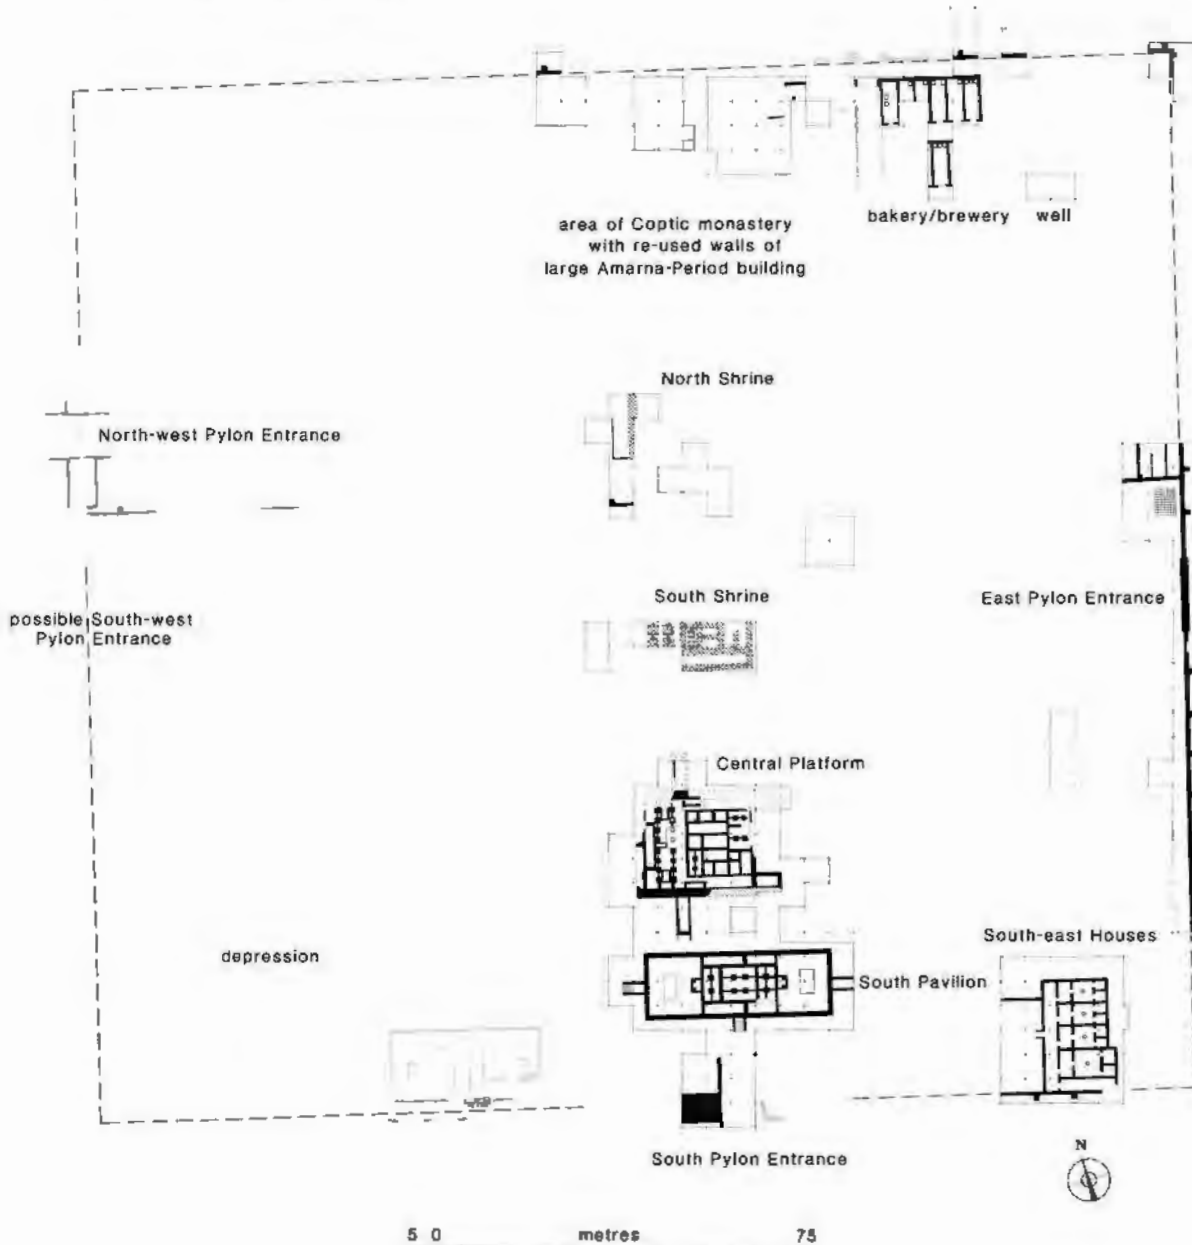 area of Coptic monastery
with re-used walls of
large Amarna-Period building
bakery/brewery
well
North Shrine
North-west Pylon Entrance
possible South-west
Pylon Entrance
South Shrine
East Pylon Entrance
Central Platform
depression
South Pavilion
South-east Houses
South Pylon Entrance
N
5 0 metres 75